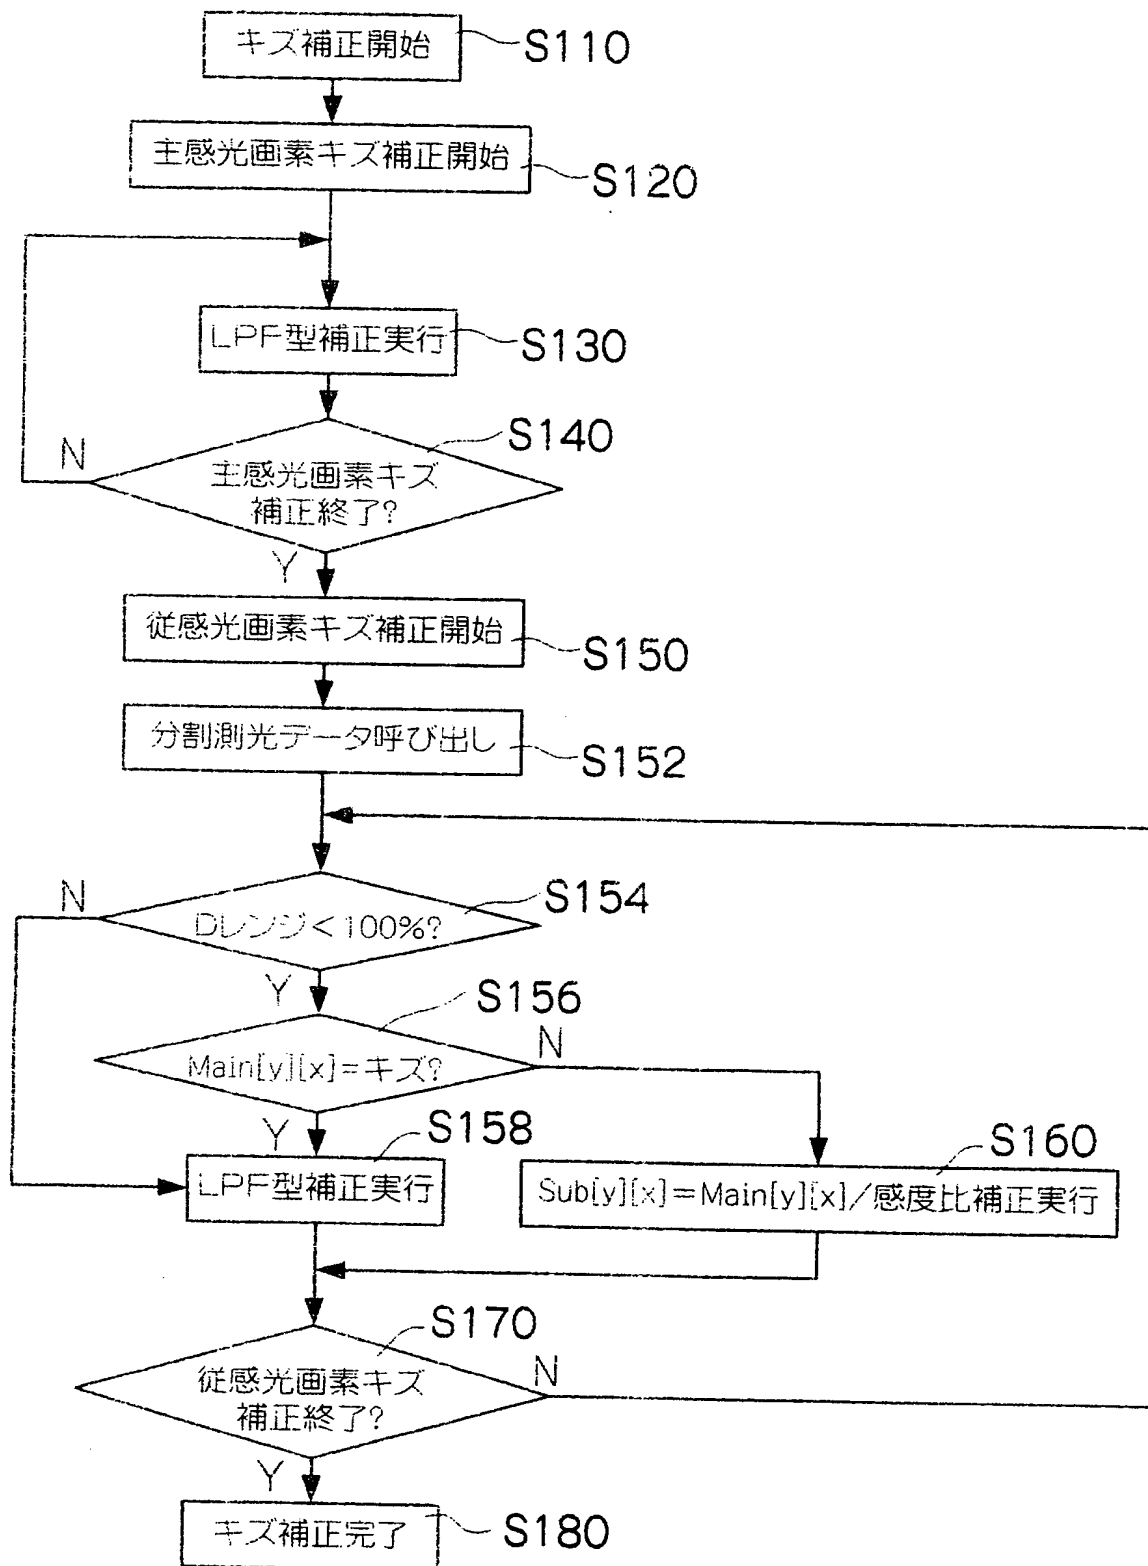 キズ補正開始
S110
主感光画素キズ補正開始
S120
LPF型補正実行
S130
S140
N
主感光画素キズ
補正終了?
Y
従感光画素キズ補正開始
S150
分割測光データ呼び出し
S152
N
S154
Dレンジ<100%?
Y
S156
N
Main[y][x]=キズ?
Y
S158
LPF型補正実行
S160
Sub[y][x]=Main[y][x]/感度比補正実行
S170
N
従感光画素キズ
補正終了?
Y
キズ補正完了
S180